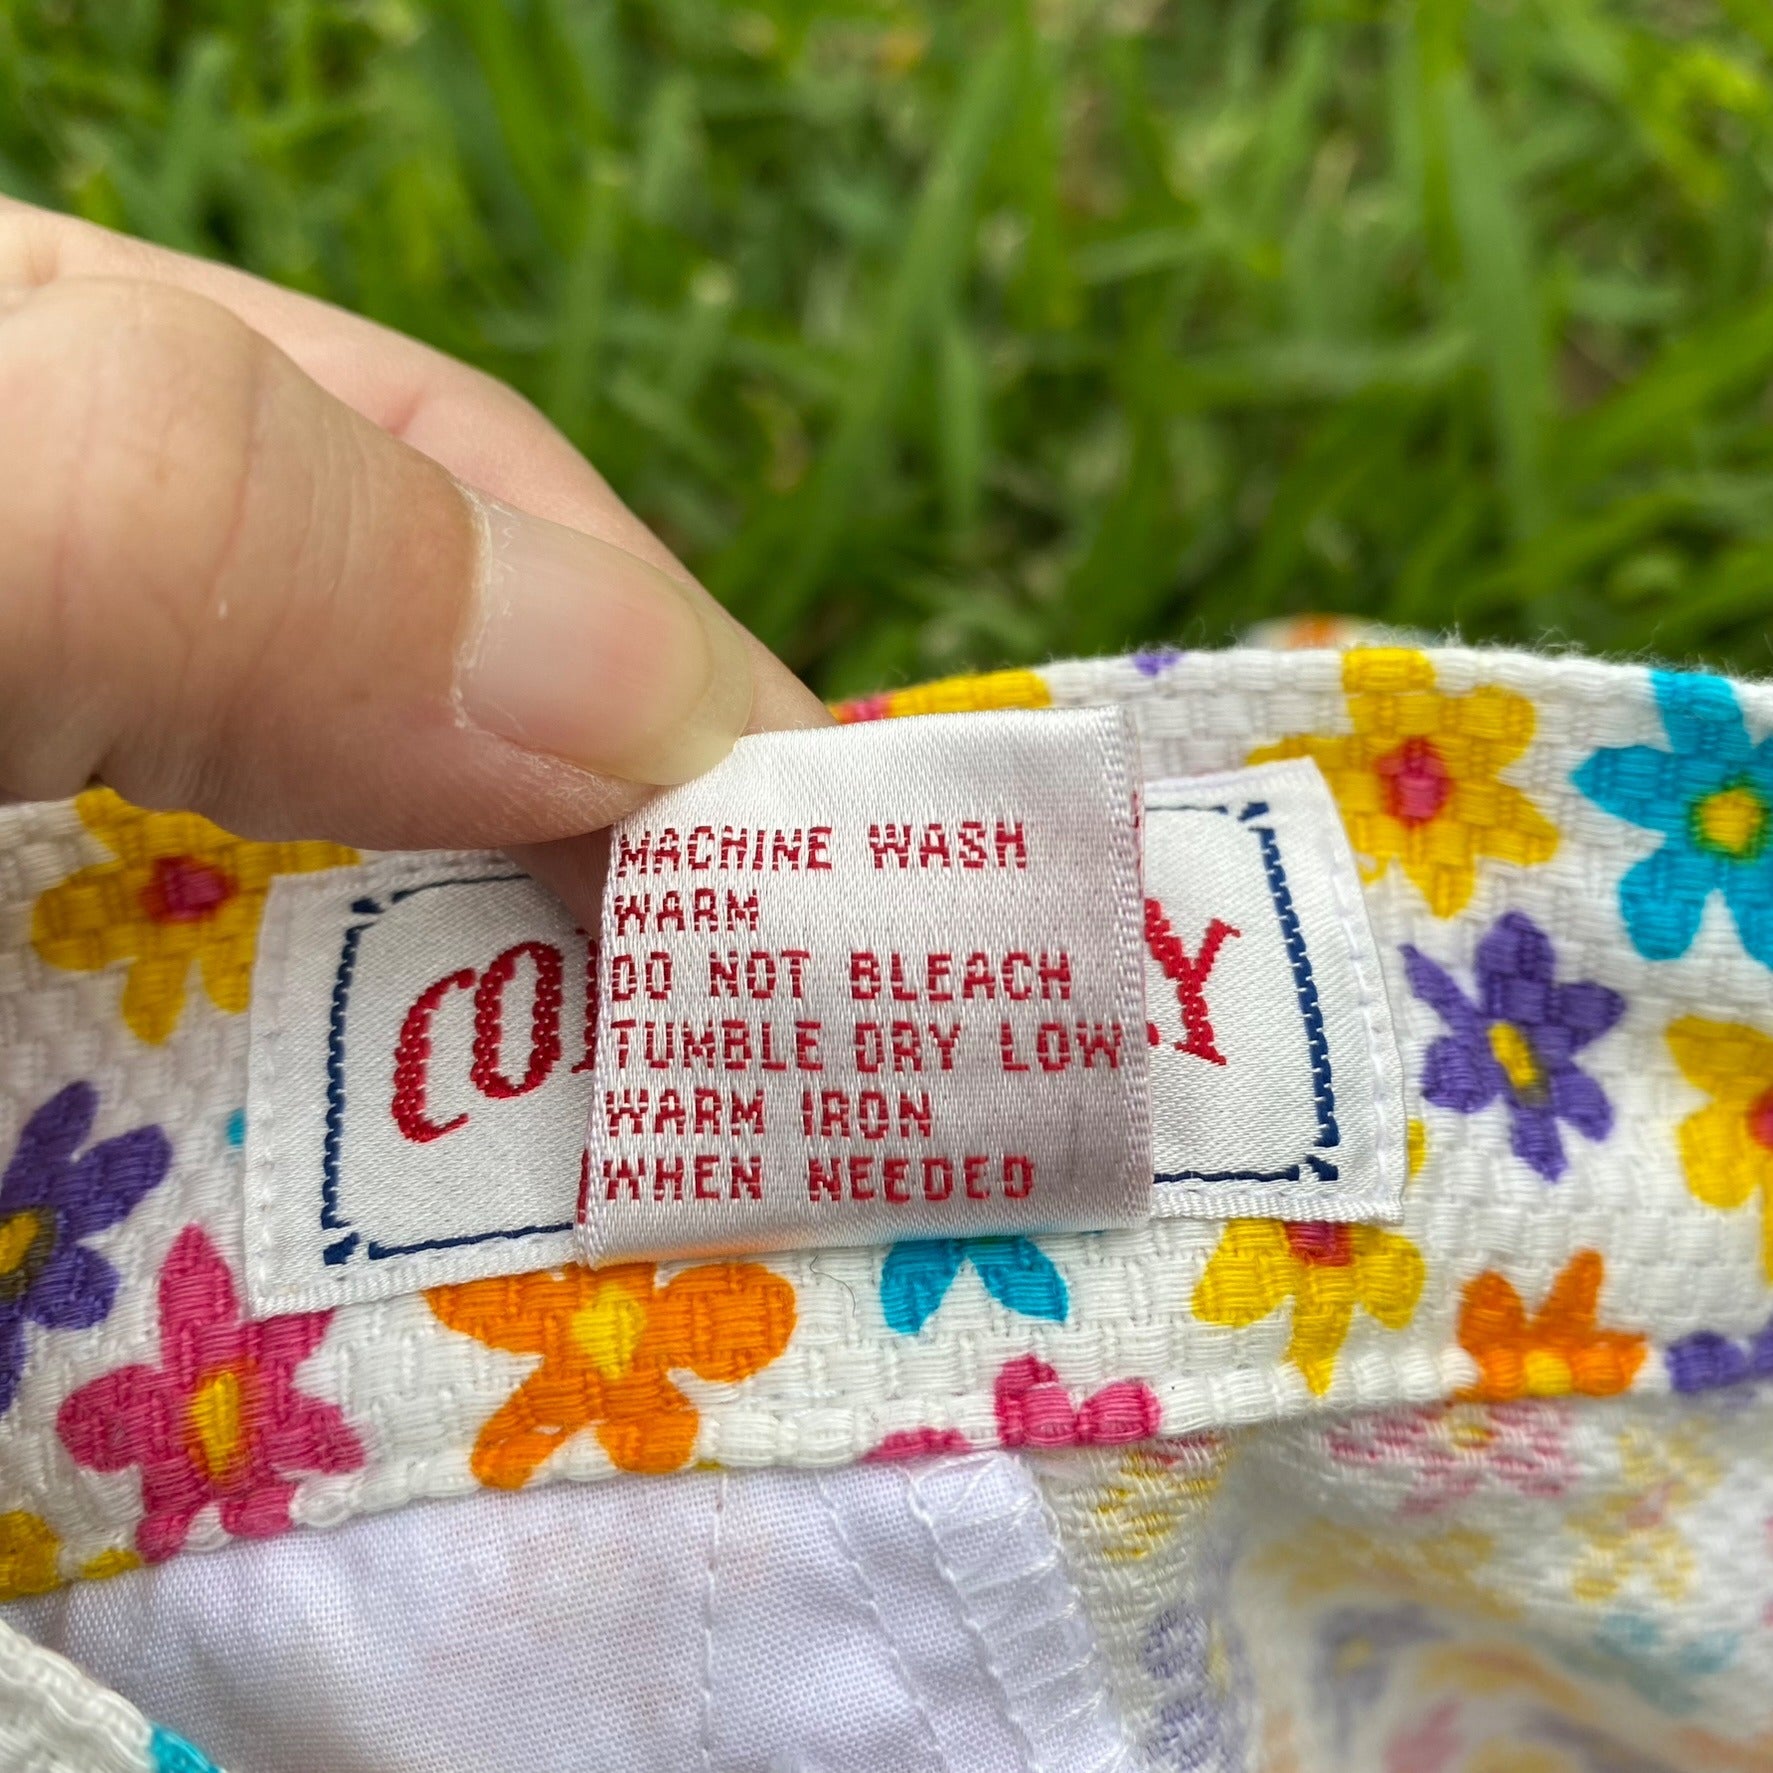 MACHINE WASH
WARM
DO NOT BLEACH
TUMBLE DRY LOW
WARM IRON
WHEN NEEDED